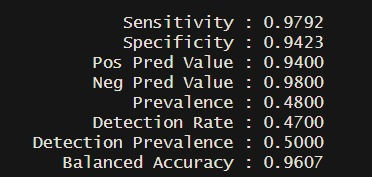 Sensitivity : 0.9792
Specificity : 0.9423
Pos Pred Value : 0.9400
Neg Pred Value : 0.9800
Prevalence : 0.4800
Detection Rate : 0.4700
Detection Prevalence : 0.5000
Balanced Accuracy : 0.9607